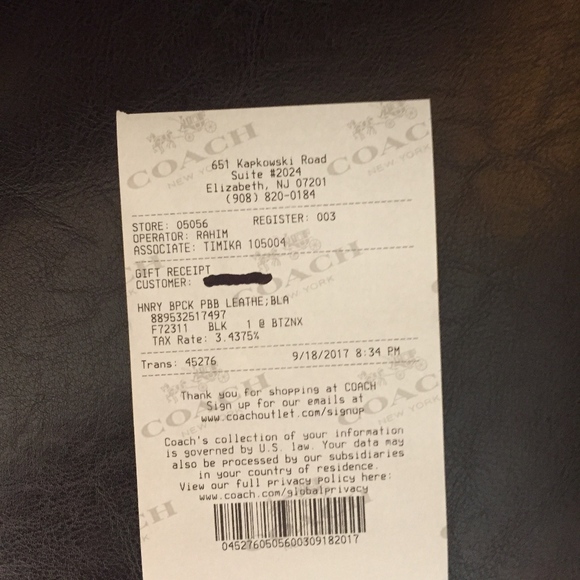 651 Kapkowski Road
Suite #2024
Elizabeth, NJ 07201
(908) 820-0184
STORE: 05056 REGISTER: 003
OPERATOR: RAHIM
ASSOCIATE: TIMIKA 105004
GIFT RECEIPT
CUSTOMER:
HNRY BPCK PBB LEATHE;BLA
889532517497
F72311 BLK 1 @ BTZNX
TAX Rate: 3.4375%
Trans: 45276 9/18/2017 8:34 PM
Thank you for shopping at COACH
Sign up for our emails at
www.coachoutlet.com/signup
Coach's collection of your information
is governed by U.S. law. Your data may
also be processed by our subsidiaries
in your country of residence.
View our full privacy policy here:
www.coach.com/globalprivacy
0452760505600309182017
COACH
NEW YORK